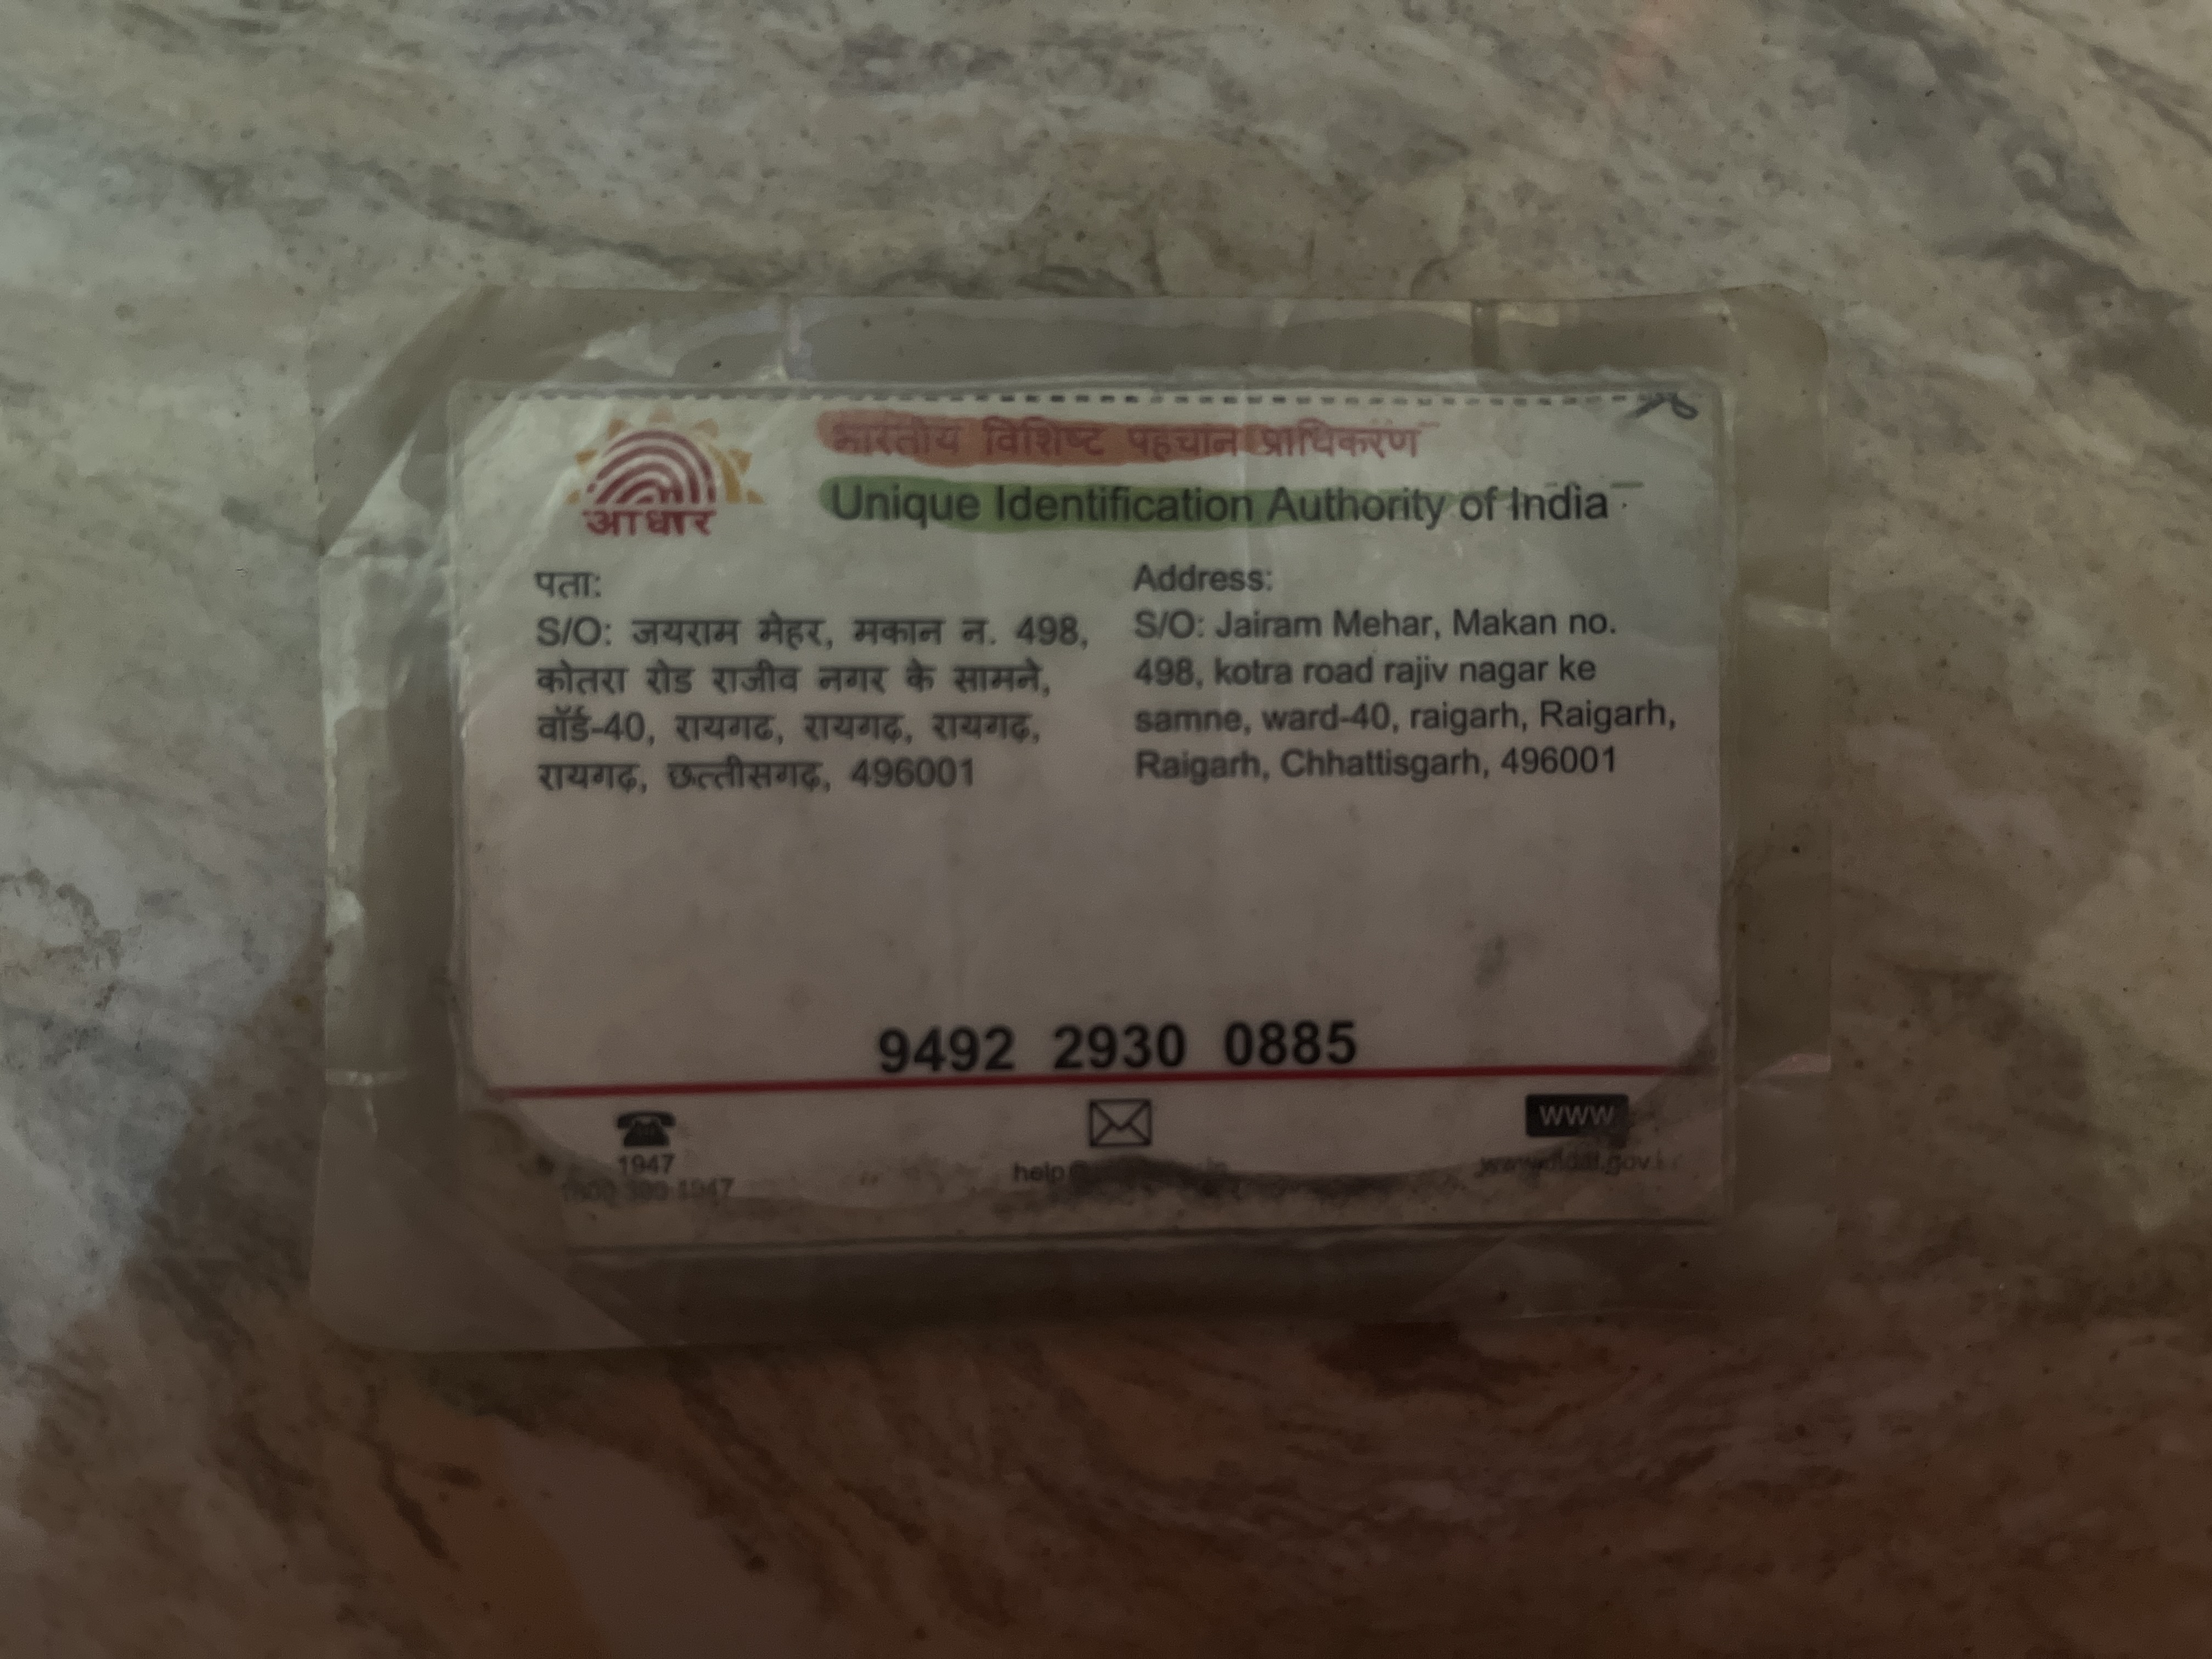 आधार
भारतीय विशिष्ट पहचान प्राधिकरण
Unique Identification Authority of India
पता:
S/O: जयराम मेहर, मकान न. 498,
कोतरा रोड राजीव नगर के सामने,
वॉर्ड-40, रायगढ, रायगढ़, रायगढ़,
रायगढ़, छत्तीसगढ़, 496001
Address:
S/O: Jairam Mehar, Makan no.
498, kotra road rajiv nagar ke
samne, ward-40, raigarh, Raigarh,
Raigarh, Chhattisgarh, 496001
9492 2930 0885
1947
1947
help@
WWW